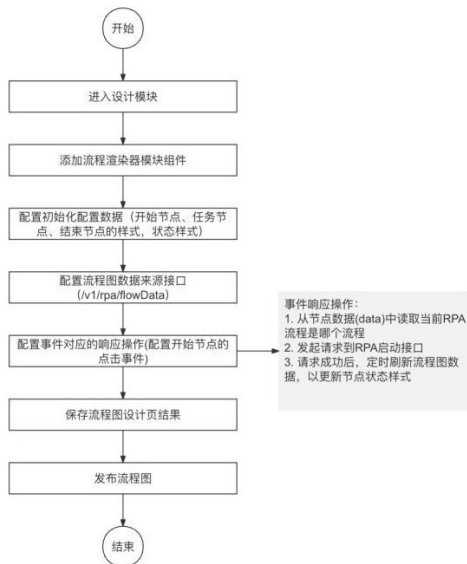 开始
进入设计模块
添加流程渲染器模块组件
配置初始化配置数据（开始节点、任务节
点、结束节点的样式，状态样式）
配置流程图数据来源接口
（/v1/rpa/flowData）
配置事件对应的响应操作(配置开始节点的
点击事件)
事件响应操作：
1. 从节点数据(data)中读取当前RPA
流程是哪个流程
2. 发起请求到RPA启动接口
3. 请求成功后，定时刷新流程图数
据，以更新节点状态样式
保存流程图设计页结果
发布流程图
结束